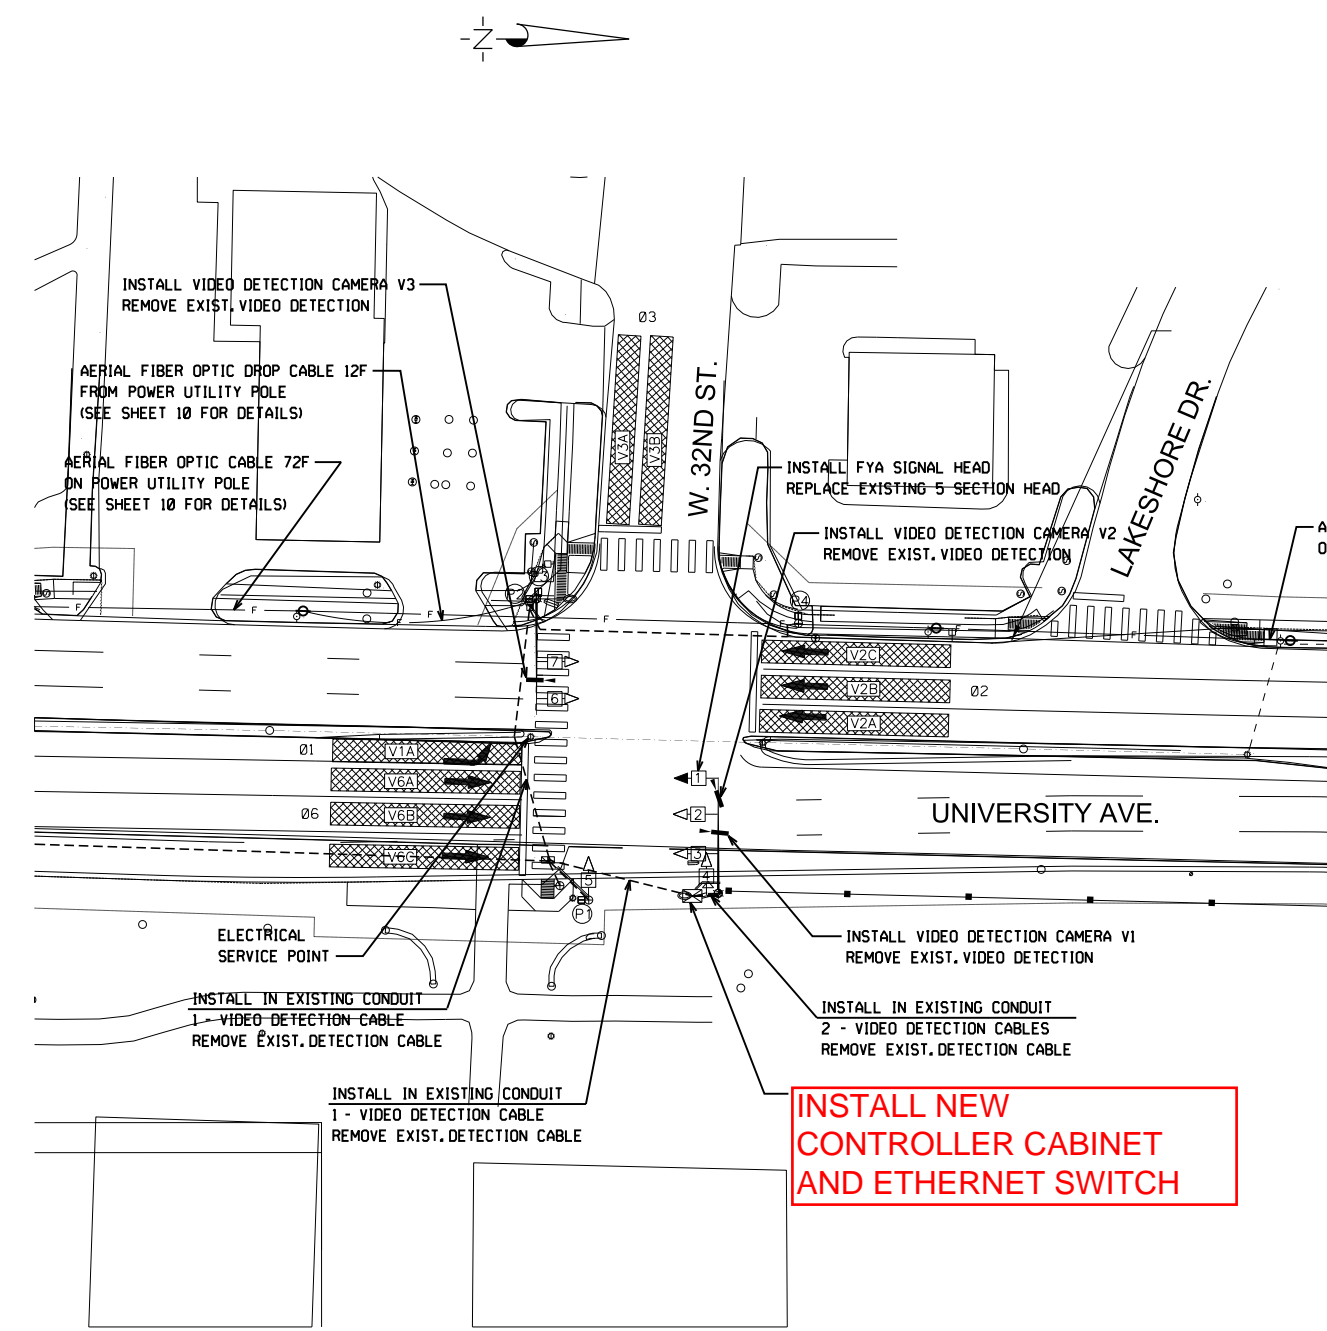 N
INSTALL VIDEO DETECTION CAMERA V3
REMOVE EXIST. VIDEO DETECTION
Ø3
AERIAL FIBER OPTIC DROP CABLE 12F
FROM POWER UTILITY POLE
(SEE SHEET 10 FOR DETAILS)
V3A
V3B
W. 32ND ST.
LAKESHORE DR.
AERIAL FIBER OPTIC CABLE 72F
ON POWER UTILITY POLE
(SEE SHEET 10 FOR DETAILS)
INSTALL FYA SIGNAL HEAD
REPLACE EXISTING 5 SECTION HEAD
INSTALL VIDEO DETECTION CAMERA V2
REMOVE EXIST. VIDEO DETECTION
A
O
P4
F
F
F
F
F
F
7
6
V2C
V2B
Ø2
V2A
Ø1
V1A
V6A
Ø6
V6B
V6C
1
2
3
4
5
P1
UNIVERSITY AVE.
ELECTRICAL
SERVICE POINT
INSTALL VIDEO DETECTION CAMERA V1
REMOVE EXIST. VIDEO DETECTION
INSTALL IN EXISTING CONDUIT
1 - VIDEO DETECTION CABLE
REMOVE EXIST. DETECTION CABLE
INSTALL IN EXISTING CONDUIT
2 - VIDEO DETECTION CABLES
REMOVE EXIST. DETECTION CABLE
INSTALL IN EXISTING CONDUIT
1 - VIDEO DETECTION CABLE
REMOVE EXIST. DETECTION CABLE
INSTALL NEW
CONTROLLER CABINET
AND ETHERNET SWITCH